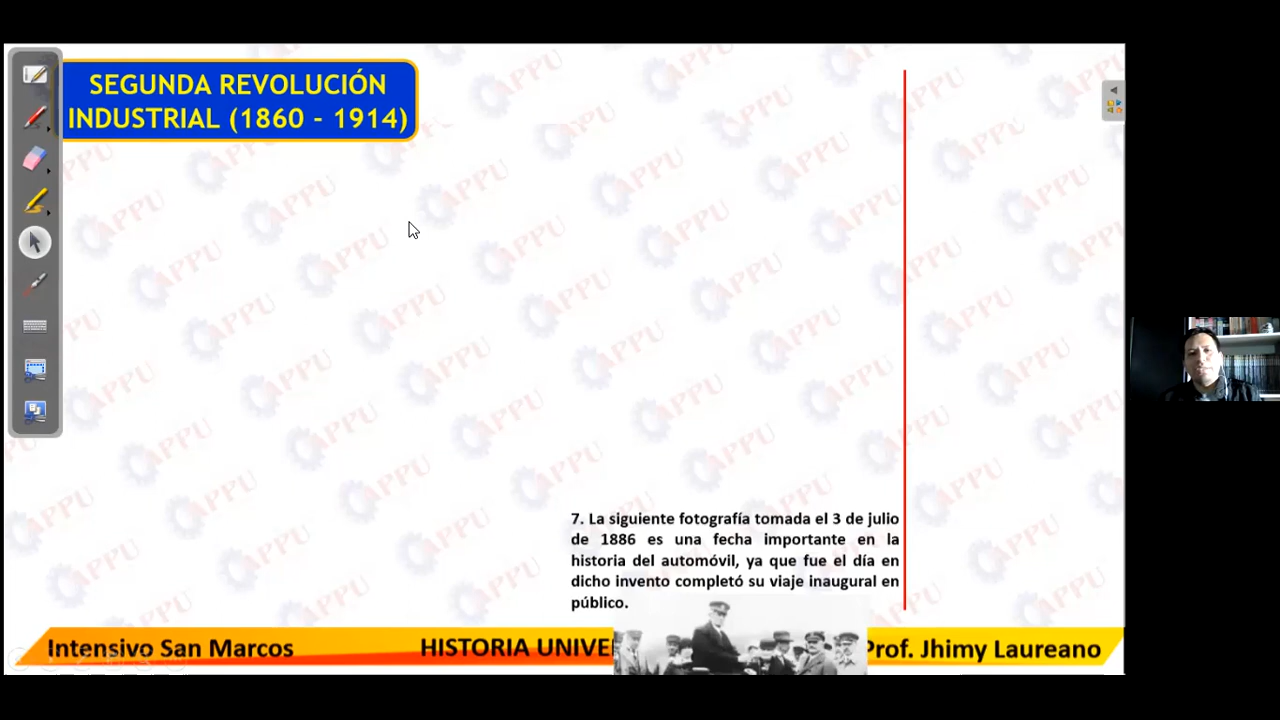 SEGUNDA REVOLUCIÓN
INDUSTRIAL (1860 - 1914)
7. La siguiente fotografía tomada el 3 de julio
de 1886 es una fecha importante en la
historia del automóvil, ya que fue el día en
dicho invento completó su viaje inaugural en
público.
Intensivo San Marcos
HISTORIA UNIVE
Prof. Jhimy Laureano
APPU